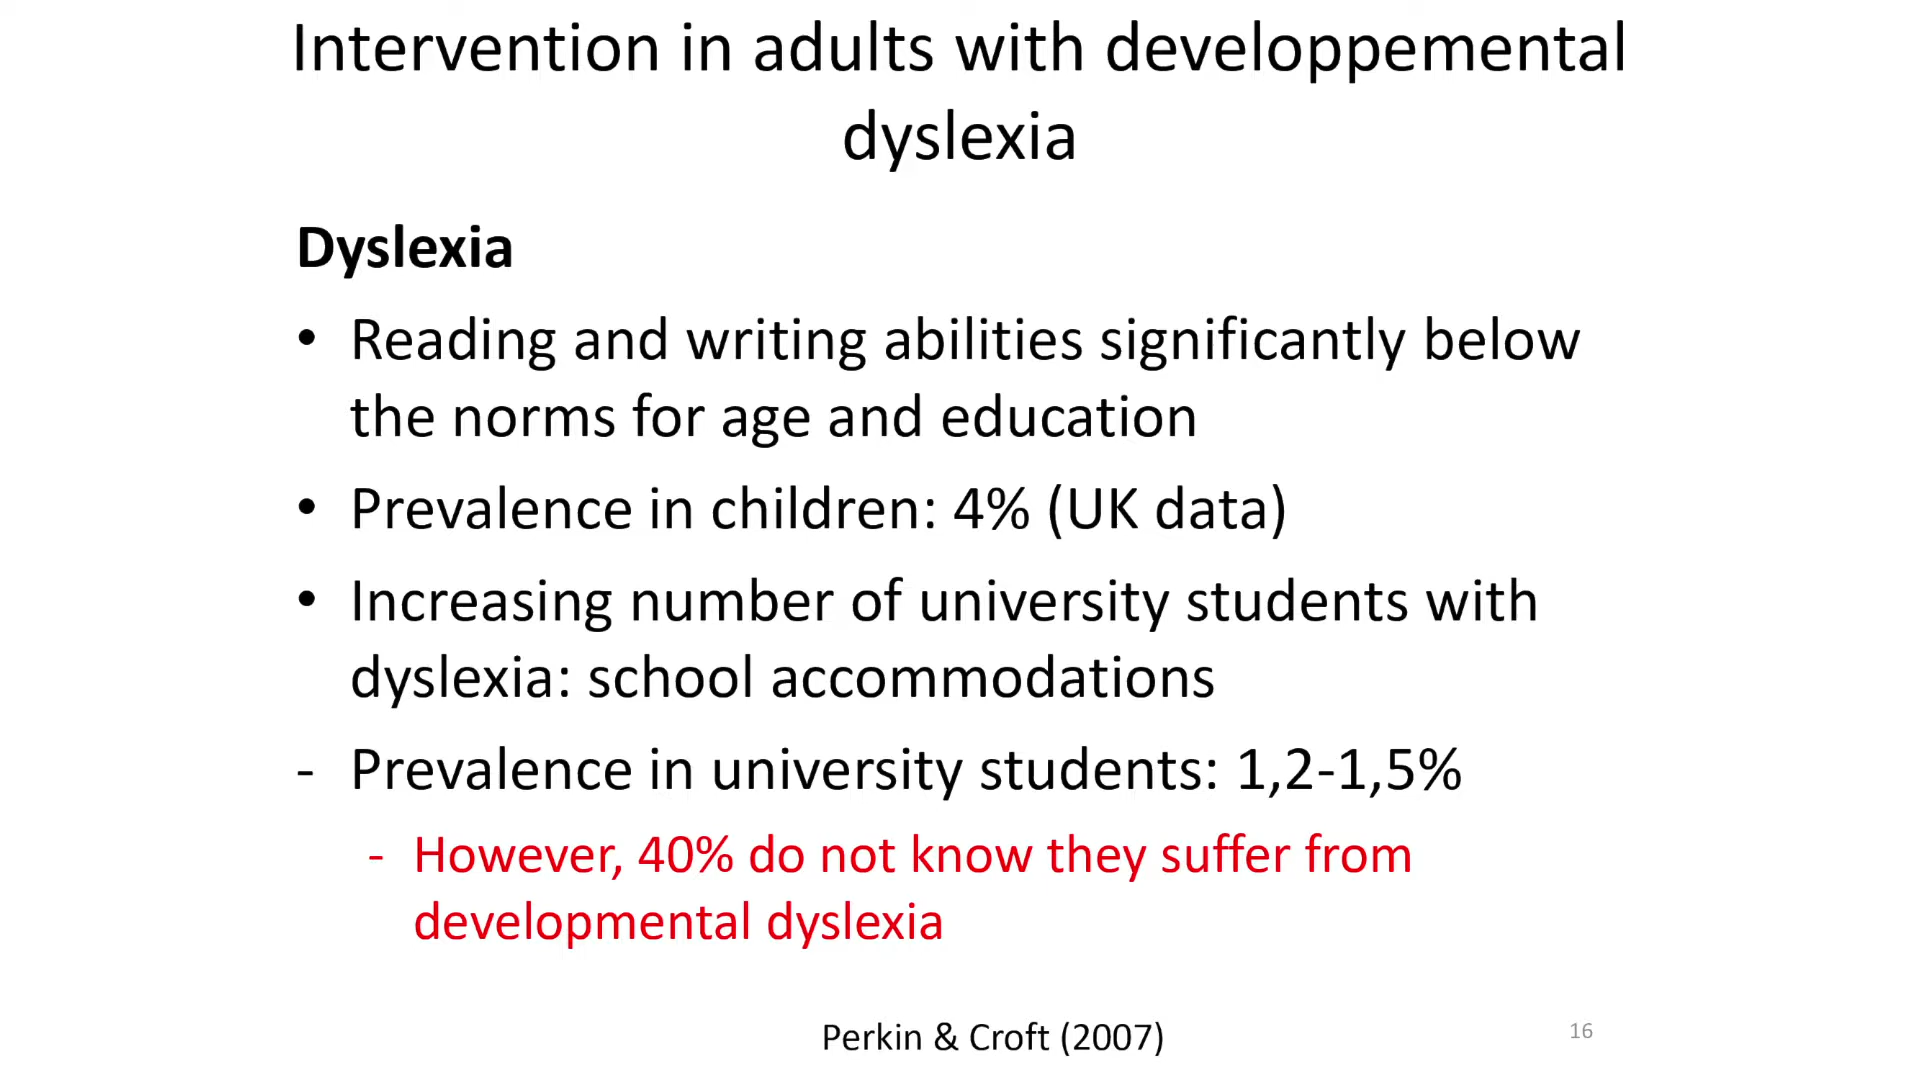 Intervention in adults with developpemental
dyslexia
Dyslexia
• Reading and writing abilities significantly below
the norms for age and education
• Prevalence in children: 4% (UK data)
• Increasing number of university students with
dyslexia: school accommodations
- Prevalence in university students: 1,2-1,5%
- However, 40% do not know they suffer from
developmental dyslexia
Perkin & Croft (2007)
16